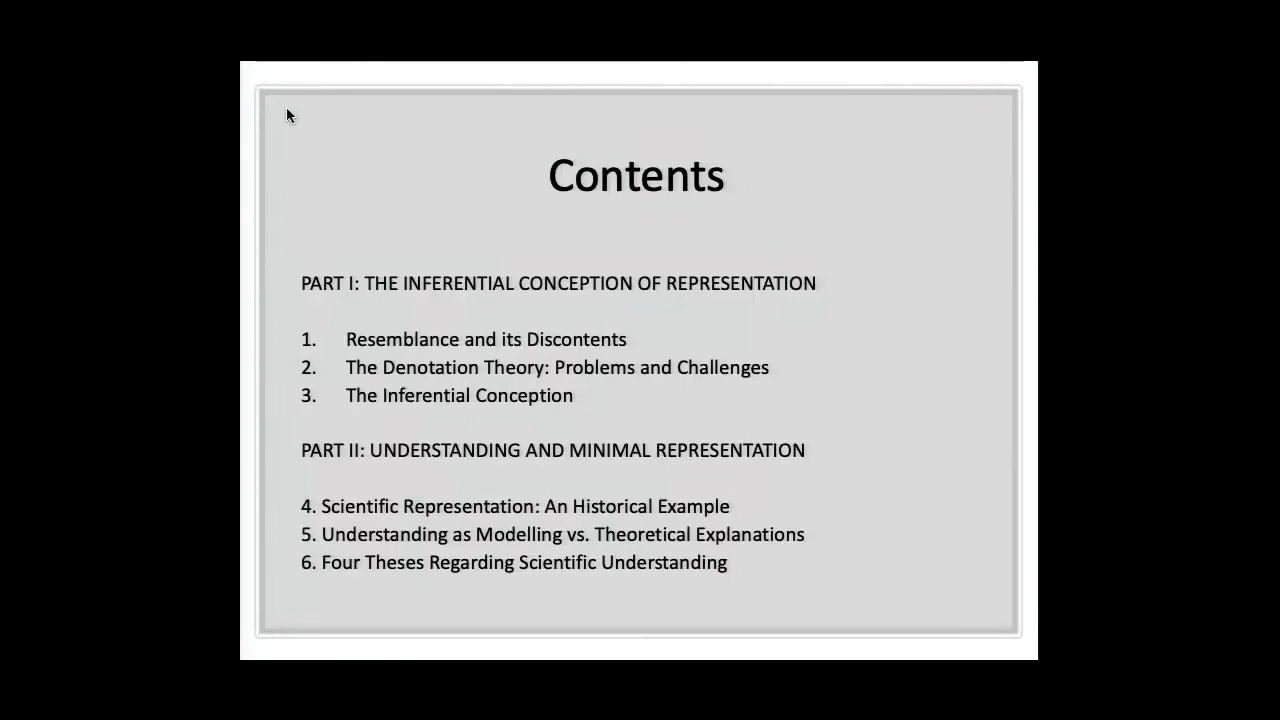 Contents
PART I: THE INFERENTIAL CONCEPTION OF REPRESENTATION
1. Resemblance and its Discontents
2. The Denotation Theory: Problems and Challenges
3. The Inferential Conception
PART II: UNDERSTANDING AND MINIMAL REPRESENTATION
4. Scientific Representation: An Historical Example
5. Understanding as Modelling vs. Theoretical Explanations
6. Four Theses Regarding Scientific Understanding